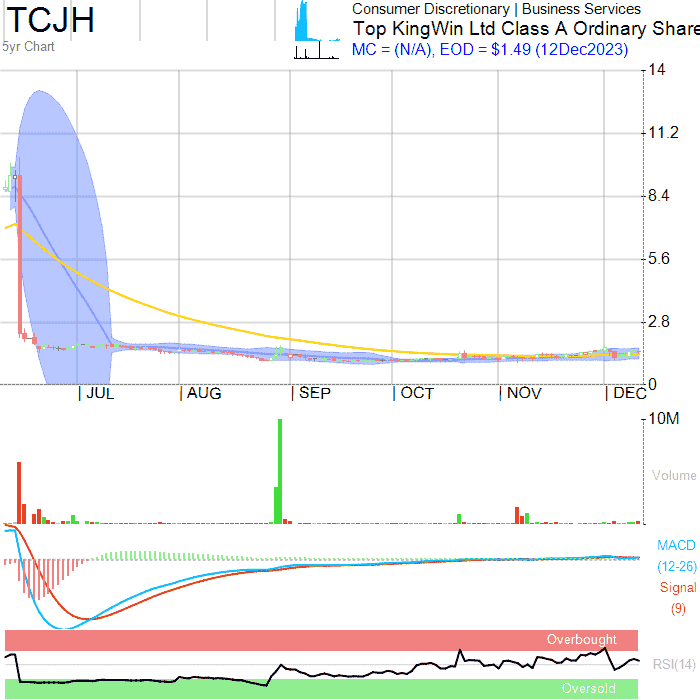 TCJH
5yr Chart
Consumer Discretionary | Business Services
Top KingWin Ltd Class A Ordinary Share
MC = (N/A), EOD = $1.49 (12Dec2023)
14
11.2
8.4
5.6
2.8
0
| JUL | AUG | SEP | OCT | NOV | DEC
10M
Volume
MACD
(12-26)
Signal
(9)
Overbought
RSI(14)
Oversold